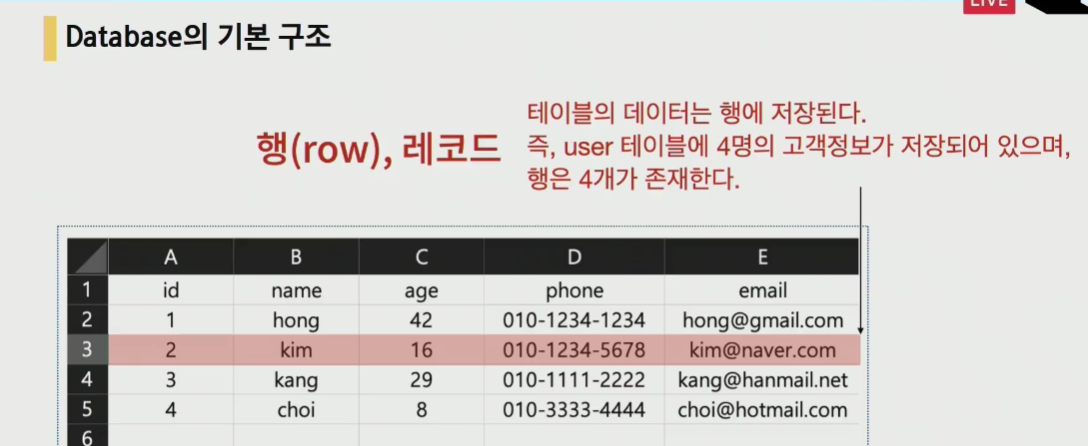 LIVE
Database의 기본 구조
행(row), 레코드
테이블의 데이터는 행에 저장된다.
즉, user 테이블에 4명의 고객정보가 저장되어 있으며,
행은 4개가 존재한다.
A B C D E
1 id name age phone email
2 1 hong 42 010-1234-1234 hong@gmail.com
3 2 kim 16 010-1234-5678 kim@naver.com
4 3 kang 29 010-1111-2222 kang@hanmail.net
5 4 choi 8 010-3333-4444 choi@hotmail.com
6